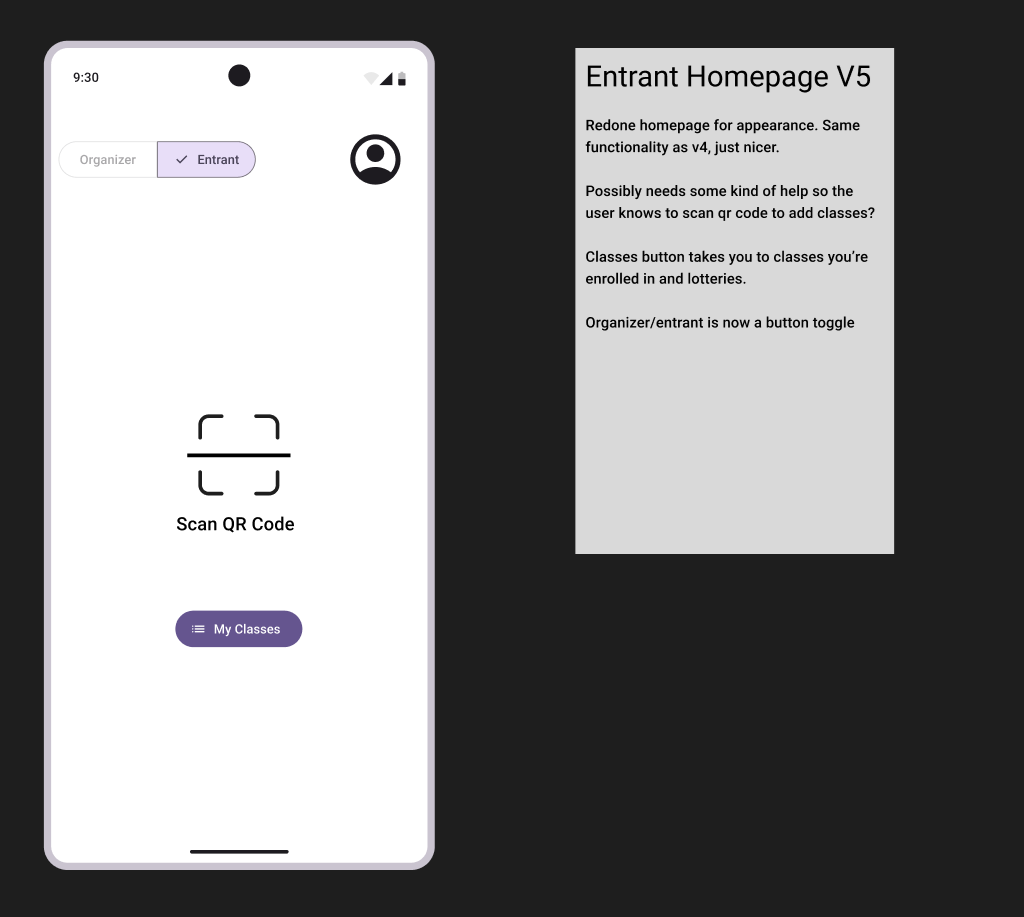 9:30
Organizer
Entrant
Scan QR Code
My Classes
Entrant Homepage V5
Redone homepage for appearance. Same
functionality as v4, just nicer.
Possibly needs some kind of help so the
user knows to scan qr code to add classes?
Classes button takes you to classes you’re
enrolled in and lotteries.
Organizer/entrant is now a button toggle